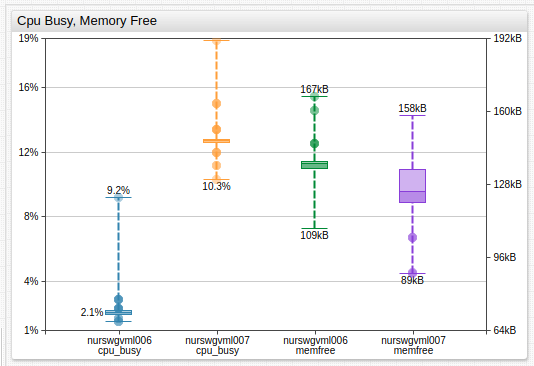 Cpu Busy, Memory Free
19%
192kB
16%
167kB
160kB
158kB
12%
128kB
9.2%
10.3%
8%
109kB
96kB
4%
89kB
2.1%
1%
64kB
nurswgvml006 nurswgvml007 nurswgvml006 nurswgvml007
cpu_busy cpu_busy memfree memfree